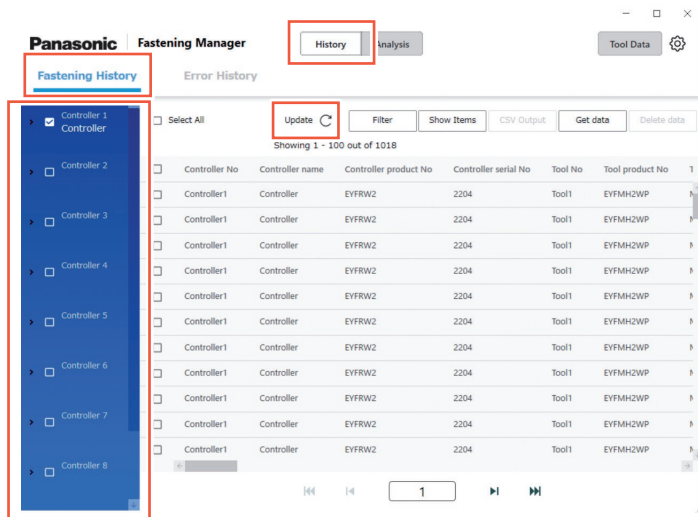 Panasonic Fastening Manager History Analysis Tool Data
Fastening History Error History
Controller 1
Controller
Controller 2
Controller 3
Controller 4
Controller 5
Controller 6
Controller 7
Controller 8
Select All Update Filter Show Items CSV Output Get data Delete data
Showing 1 - 100 out of 1018
Controller No Controller name Controller product No Controller serial No Tool No Tool product No T
Controller1 Controller EYFRW2 2204 Tool1 EYFMH2WP
Controller1 Controller EYFRW2 2204 Tool1 EYFMH2WP
Controller1 Controller EYFRW2 2204 Tool1 EYFMH2WP
Controller1 Controller EYFRW2 2204 Tool1 EYFMH2WP
Controller1 Controller EYFRW2 2204 Tool1 EYFMH2WP
Controller1 Controller EYFRW2 2204 Tool1 EYFMH2WP
Controller1 Controller EYFRW2 2204 Tool1 EYFMH2WP
Controller1 Controller EYFRW2 2204 Tool1 EYFMH2WP
Controller1 Controller EYFRW2 2204 Tool1 EYFMH2WP
Controller1 Controller EYFRW2 2204 Tool1 EYFMH2WP
Controller1 Controller EYFRW2 2204 Tool1 EYFMH2WP
1